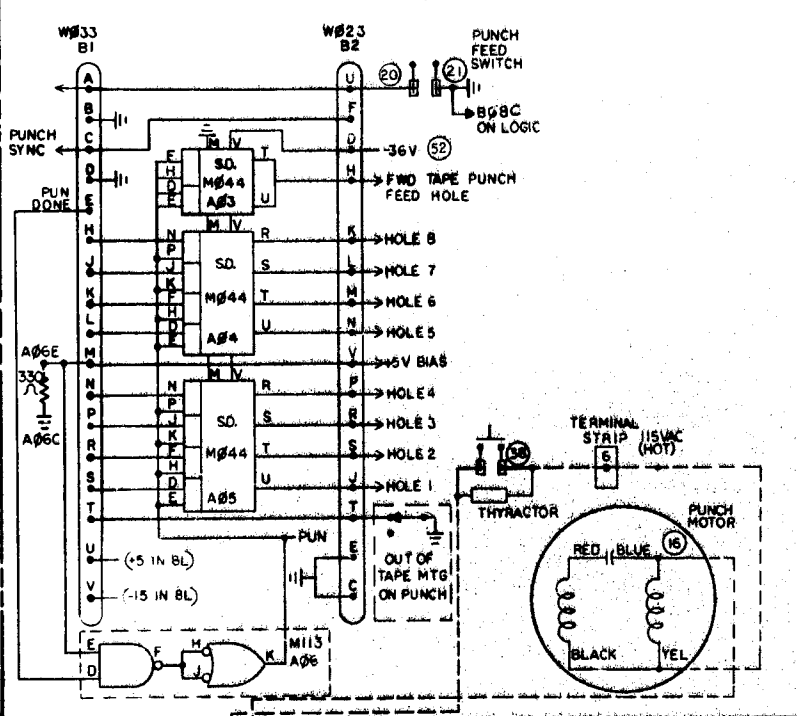 WØ33
B1
WØ23
B2
PUNCH
FEED
SWITCH
A
U
20
21
B
F
BØ8C
ON LOGIC
PUNCH
SYNC
C
M V
D
-36V 52
E
H
D
E
S.D.
MØ44
AØ3
T
U
D
H
FWD TAPE PUNCH
FEED HOLE
PUN
DONE
E
M V
H
N
P
R
K
HOLE 8
J
J
S.D.
S
L
HOLE 7
K
K
F
MØ44
T
M
HOLE 6
L
H
D
E
AØ4
U
N
HOLE 5
AØ6E
M
V
+5V BIAS
330
Ω
AØ6C
M V
N
N
P
R
P
HOLE 4
P
J
S.D.
S
R
HOLE 3
R
K
F
MØ44
T
S
HOLE 2
S
H
D
E
AØ5
U
J
HOLE 1
T
T
PUN
U
(+5 IN BL)
E
V
(-15 IN BL)
C
OUT OF
TAPE MTG
ON PUNCH
38
THYRACTOR
TERMINAL
STRIP
6
115VAC
(HOT)
PUNCH
MOTOR
16
RED
BLUE
BLACK
YEL
E
D
F
H
J
K
M113
AØ6